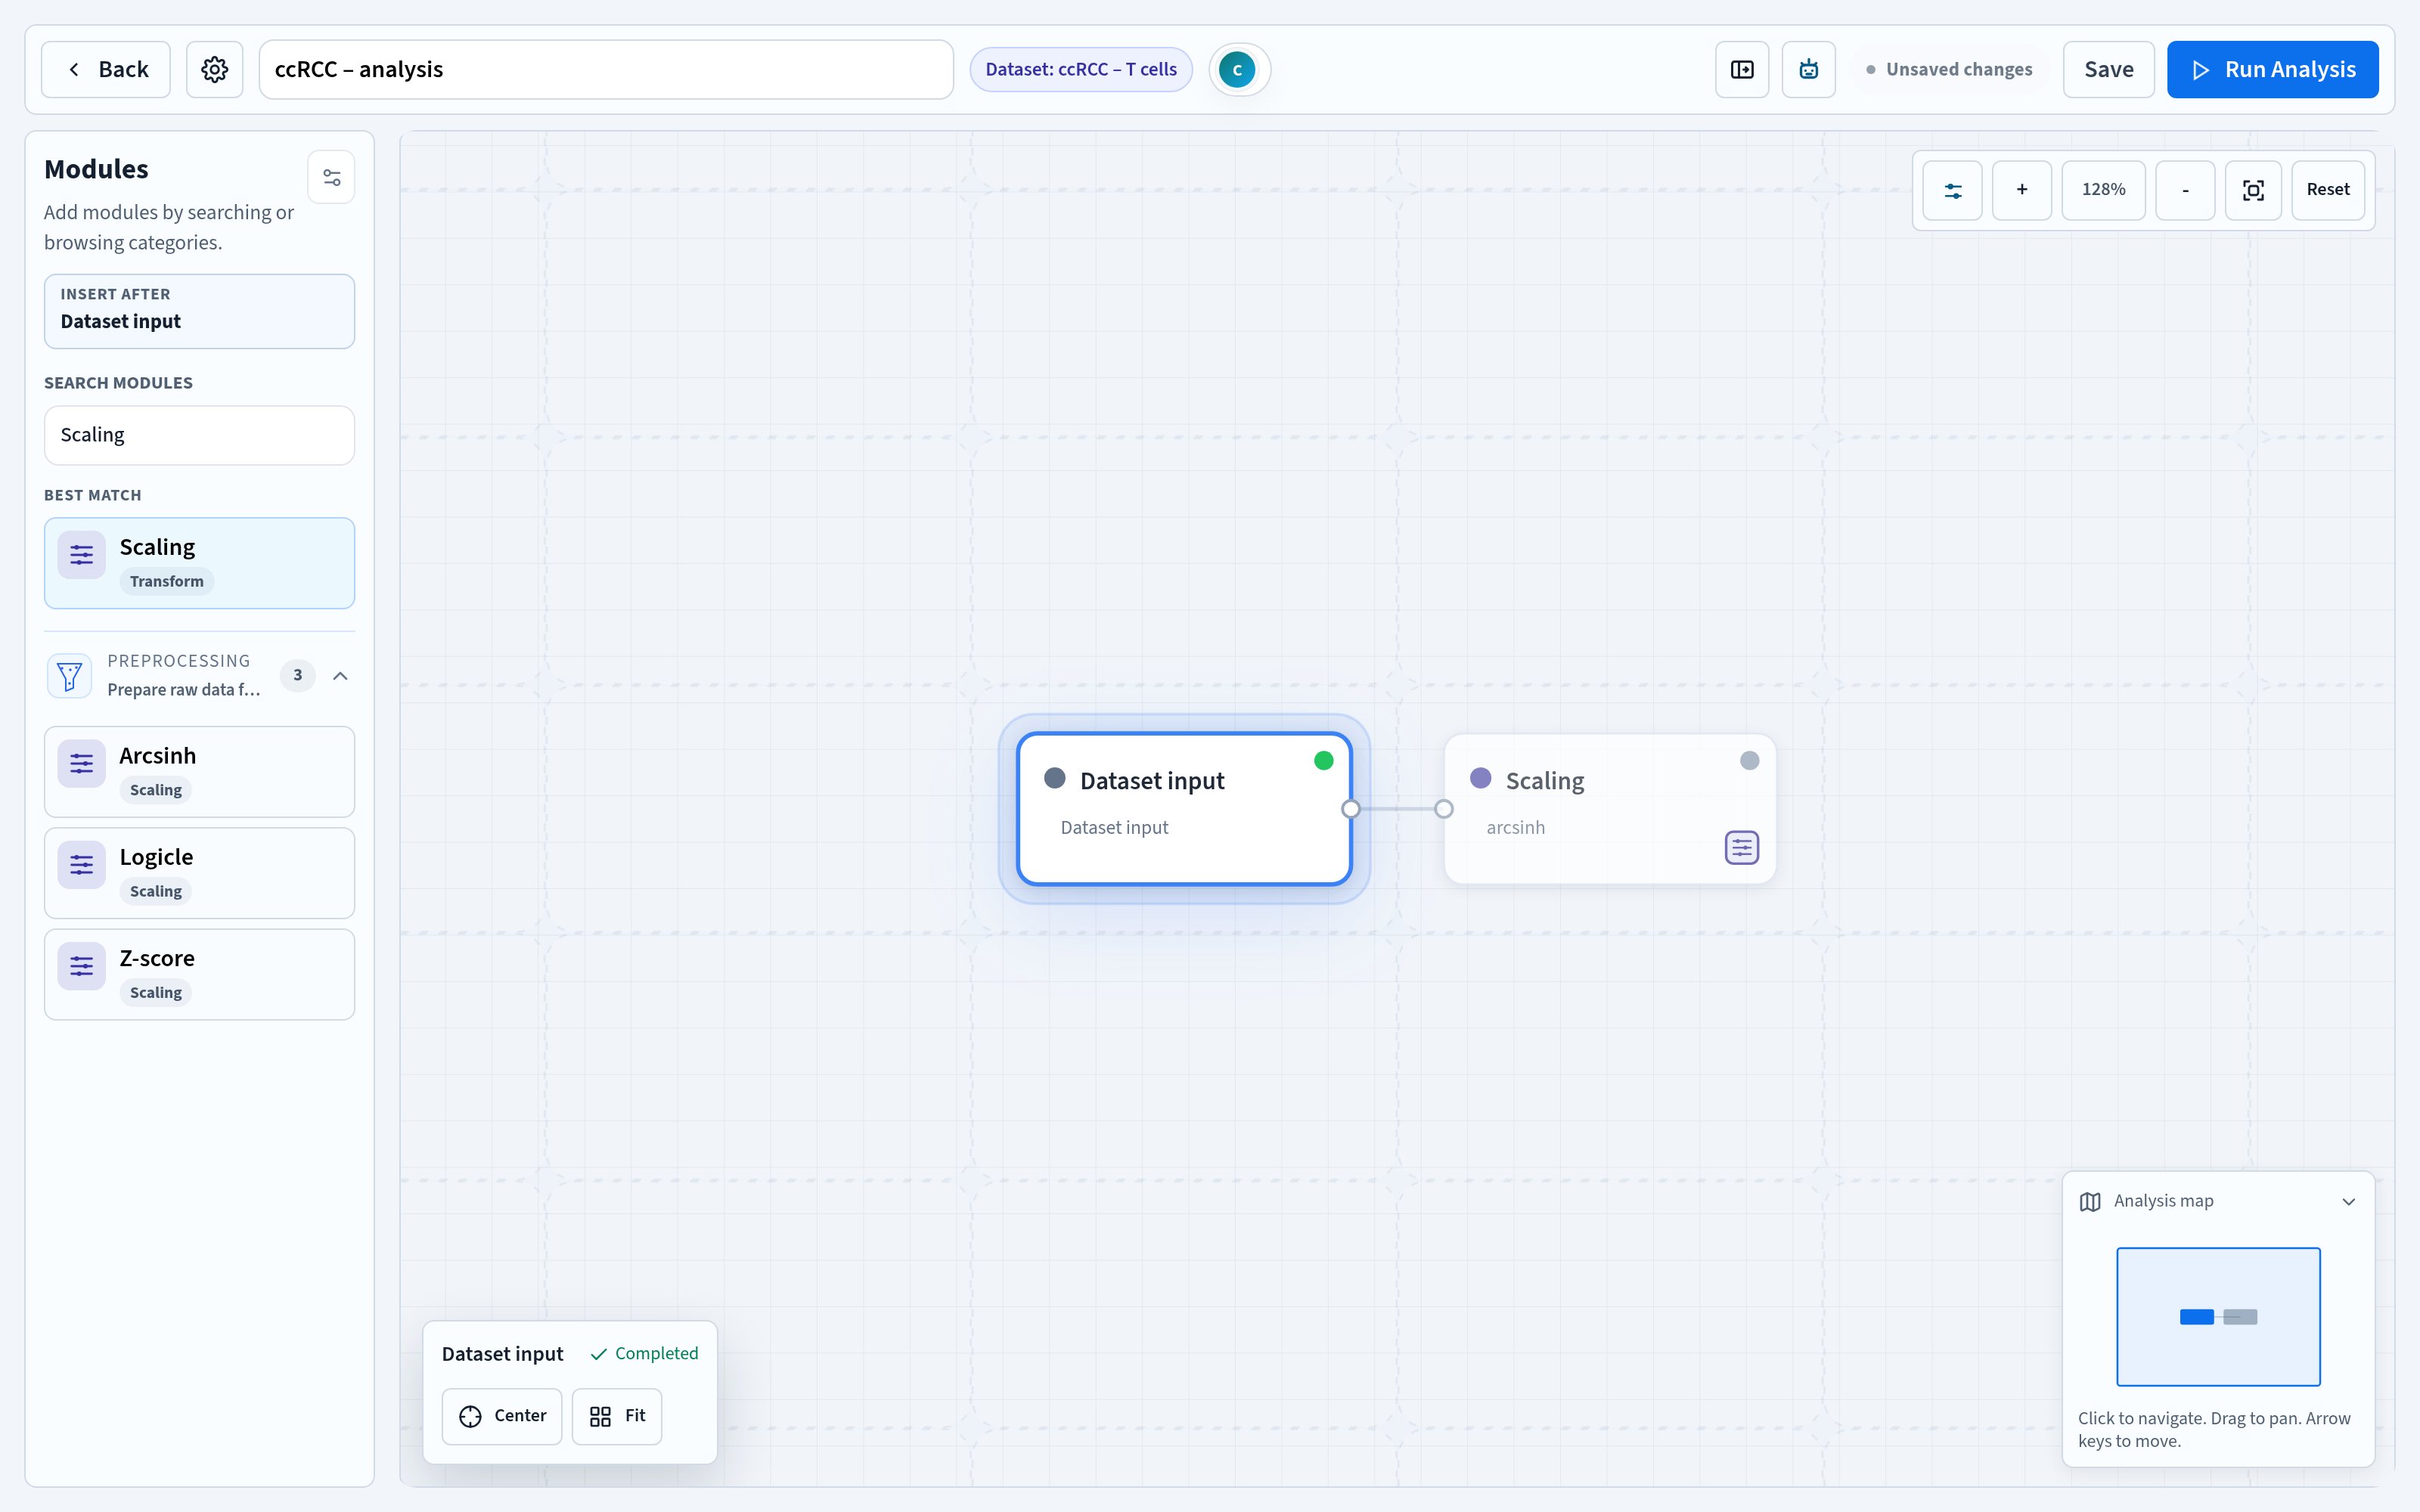 Back
ccRCC – analysis
Dataset: ccRCC – T cells
C
Unsaved changes
Save
Run Analysis
Modules
Add modules by searching or
browsing categories.
INSERT AFTER
Dataset input
SEARCH MODULES
Scaling
BEST MATCH
Scaling
Transform
PREPROCESSING
Prepare raw data f...
3
Arcsinh
Scaling
Logicle
Scaling
Z-score
Scaling
+
128%
-
Reset
Dataset input
Dataset input
Scaling
arcsinh
Dataset input
Completed
Center
Fit
Analysis map
Click to navigate. Drag to pan. Arrow
keys to move.